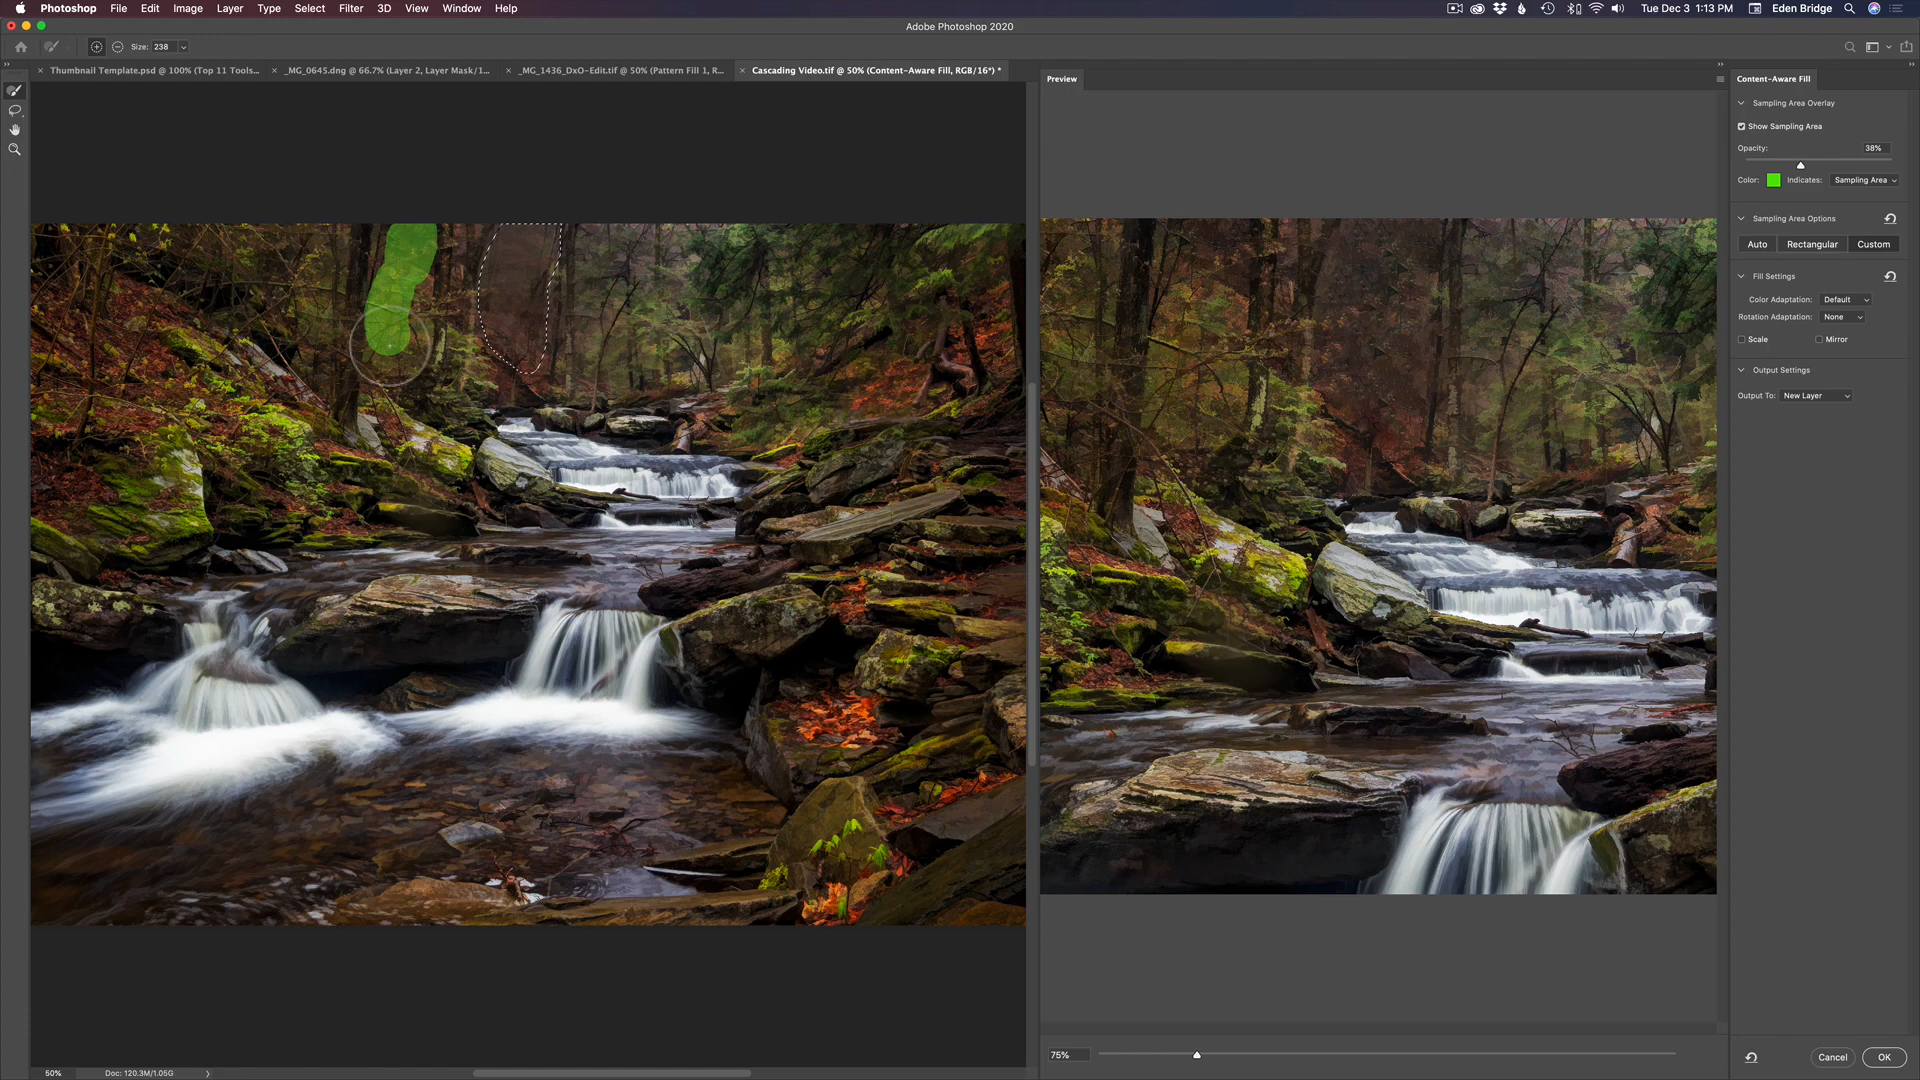 Photoshop File Edit Image Layer Type Select Filter 3D View Window Help Tue Dec 3 1:13 PM Eden Bridge
Adobe Photoshop 2020
Size: 238
Thumbnail Template.psd @ 100% (Top 11 Tools... _MG_0645.dng @ 66.7% (Layer 2, Layer Mask/1... _MG_1436_DxO-Edit.tif @ 50% (Pattern Fill 1, R... Cascading Video.tif @ 50% (Content-Aware Fill, RGB/16*) *
Preview
Content-Aware Fill
Sampling Area Overlay
Show Sampling Area
Opacity: 38%
Color: Indicates: Sampling Area
Sampling Area Options
Auto Rectangular Custom
Fill Settings
Color Adaptation: Default
Rotation Adaptation: None
Scale Mirror
Output Settings
Output To: New Layer
75%
Cancel OK
50% Doc: 120.3M/1.05G